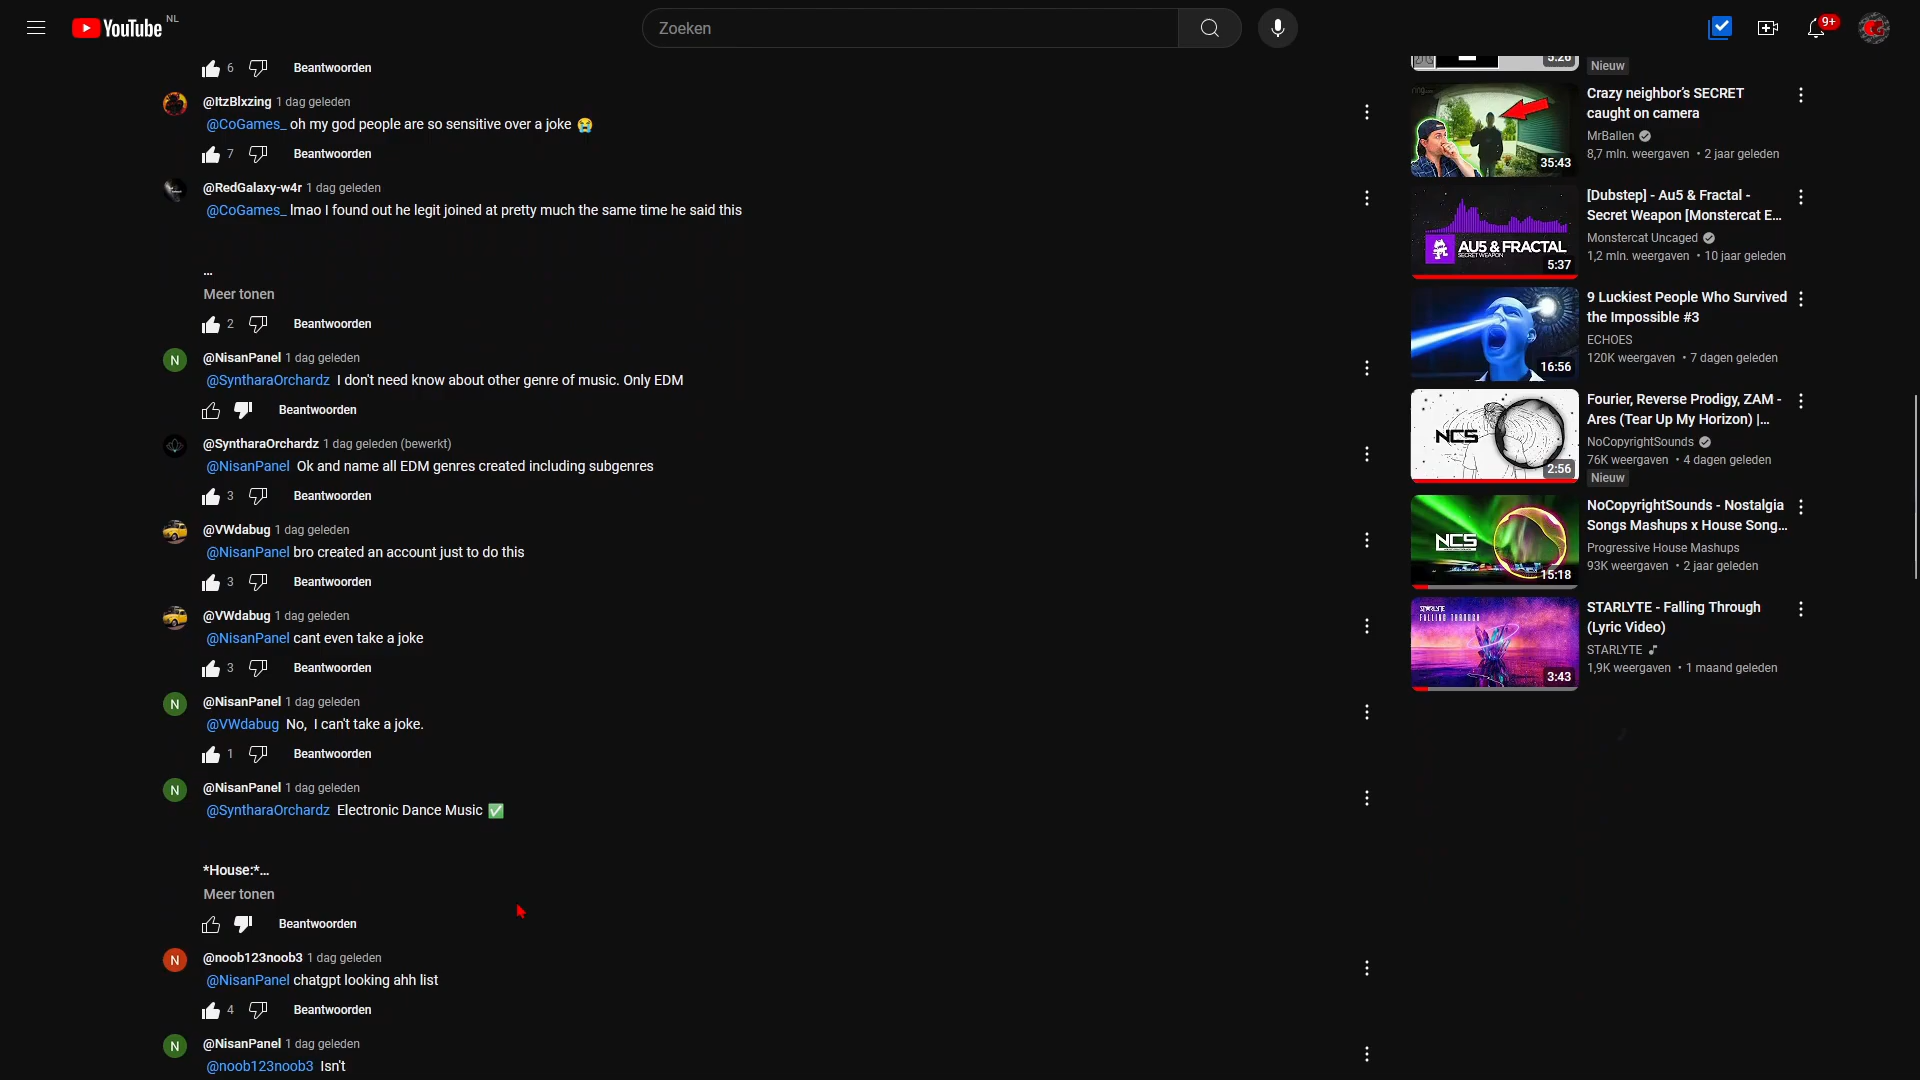 YouTube NL
Zoeken
9+
6 Beantwoorden
@ItzBlxzing 1 dag geleden
@CoGames_ oh my god people are so sensitive over a joke 😭
7 Beantwoorden
@RedGalaxy-w4r 1 dag geleden
@CoGames_ lmao I found out he legit joined at pretty much the same time he said this
...
Meer tonen
2 Beantwoorden
@NisanPanel 1 dag geleden
@SyntharaOrchardz I don't need know about other genre of music. Only EDM
Beantwoorden
@SyntharaOrchardz 1 dag geleden (bewerkt)
@NisanPanel Ok and name all EDM genres created including subgenres
3 Beantwoorden
@VWdabug 1 dag geleden
@NisanPanel bro created an account just to do this
3 Beantwoorden
@VWdabug 1 dag geleden
@NisanPanel cant even take a joke
3 Beantwoorden
@NisanPanel 1 dag geleden
@VWdabug No, I can't take a joke.
1 Beantwoorden
@NisanPanel 1 dag geleden
@SyntharaOrchardz Electronic Dance Music ✅
*House:*...
Meer tonen
Beantwoorden
N @noob123noob3 1 dag geleden
@NisanPanel chatgpt looking ahh list
4 Beantwoorden
N @NisanPanel 1 dag geleden
@noob123noob3 Isn't
5:26
Nieuw
35:43
Crazy neighbor's SECRET
caught on camera
MrBallen
8,7 mln. weergaven • 2 jaar geleden
AU5 & FRACTAL
SECRET WEAPON
5:37
[Dubstep] - Au5 & Fractal -
Secret Weapon [Monstercat E...
Monstercat Uncaged
1,2 mln. weergaven • 10 jaar geleden
16:56
9 Luckiest People Who Survived
the Impossible #3
ECHOES
120K weergaven • 7 dagen geleden
NCS
2:56
Fourier, Reverse Prodigy, ZAM -
Ares (Tear Up My Horizon) |...
NoCopyrightSounds
76K weergaven • 4 dagen geleden
Nieuw
NCS
15:18
NoCopyrightSounds - Nostalgia
Songs Mashups x House Song...
Progressive House Mashups
93K weergaven • 2 jaar geleden
STARLYTE
FALLING THROUGH
3:43
STARLYTE - Falling Through
(Lyric Video)
STARLYTE
1,9K weergaven • 1 maand geleden